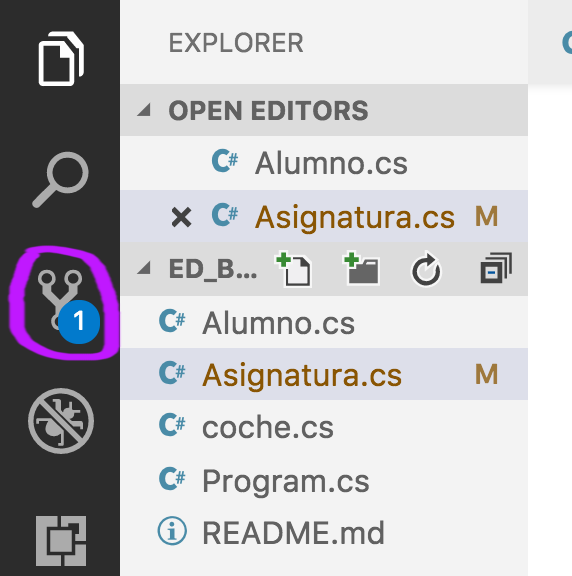 EXPLORER
OPEN EDITORS
C# Alumno.cs
C# Asignatura.cs M
ED_B...
1
C# Alumno.cs
C# Asignatura.cs M
C# coche.cs
C# Program.cs
README.md